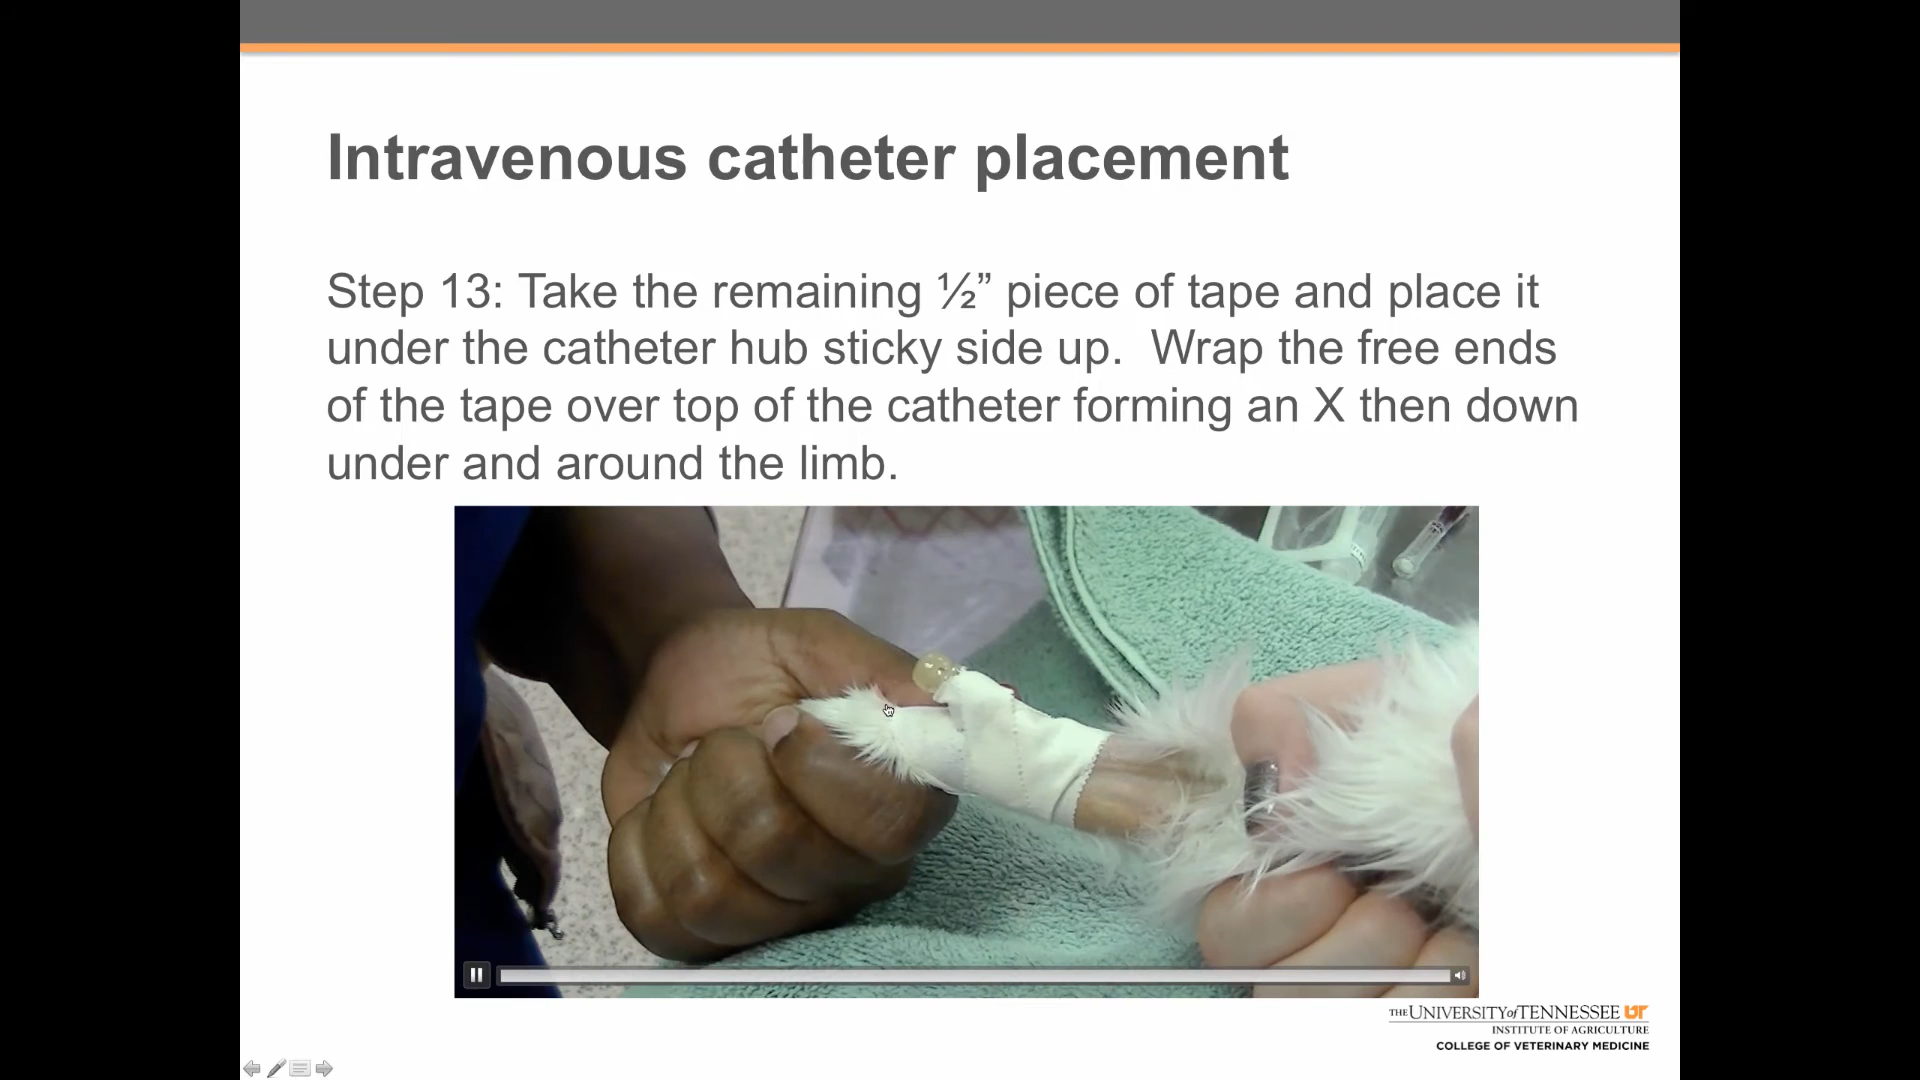 Intravenous catheter placement
Step 13: Take the remaining ½” piece of tape and place it
under the catheter hub sticky side up.  Wrap the free ends
of the tape over top of the catheter forming an X then down
under and around the limb.
THE UNIVERSITY of TENNESSEE UT
INSTITUTE OF AGRICULTURE
COLLEGE OF VETERINARY MEDICINE